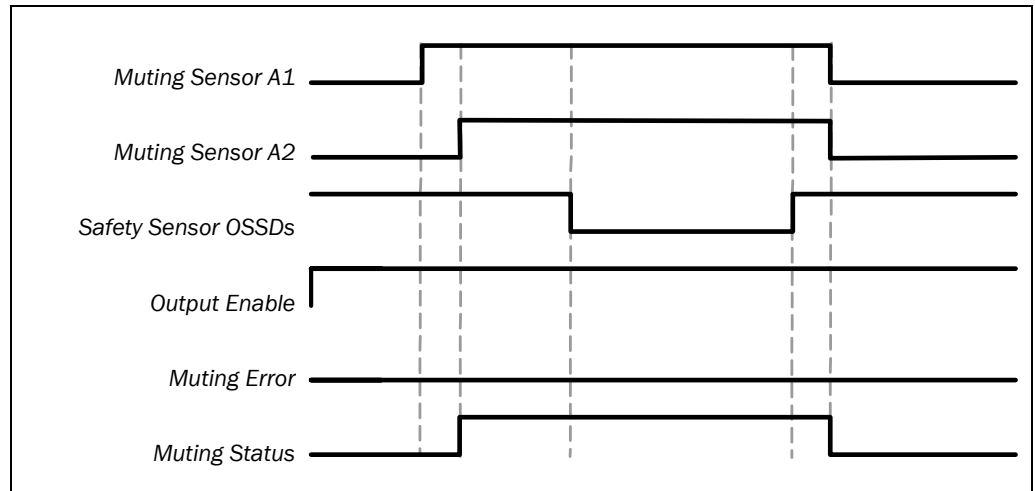 Muting Sensor A1
Muting Sensor A2
Safety Sensor OSSDs
Output Enable
Muting Error
Muting Status